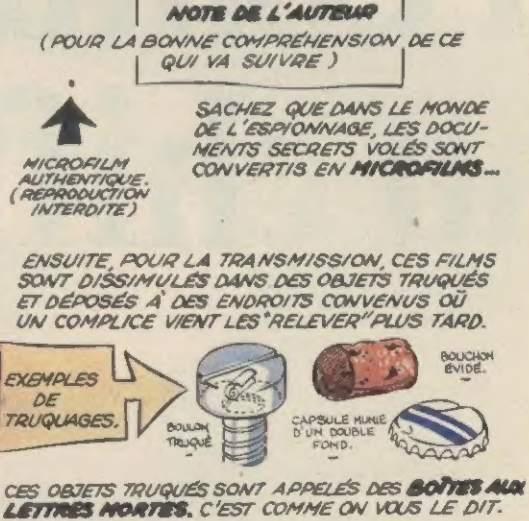 NOTE DE L'AUTEUR
(POUR LA BONNE COMPRÉHENSION DE CE
QUI VA SUIVRE)
MICROFILM
AUTHENTIQUE.
(REPRODUCTION
INTERDITE)
SACHEZ QUE DANS LE MONDE
DE L'ESPIONNAGE, LES DOCU-
MENTS SECRETS VOLÉS SONT
CONVERTIS EN MICROFILMS...
ENSUITE, POUR LA TRANSMISSION, CES FILMS
SONT DISSIMULÉS DANS DES OBJETS TRUQUÉS
ET DÉPOSÉS À DES ENDROITS CONVENUS OÙ
UN COMPLICE VIENT LES "RELEVER" PLUS TARD.
EXEMPLES
DE
TRUQUAGES.
BOULON
TRUQUÉ
BOUCHON
ÉVIDÉ.
CAPSULE MUNIE
D'UN DOUBLE
FOND.
CES OBJETS TRUQUÉS SONT APPELÉS DES BOÎTES AUX
LETTRES MORTES. C'EST COMME ON VOUS LE DIT.